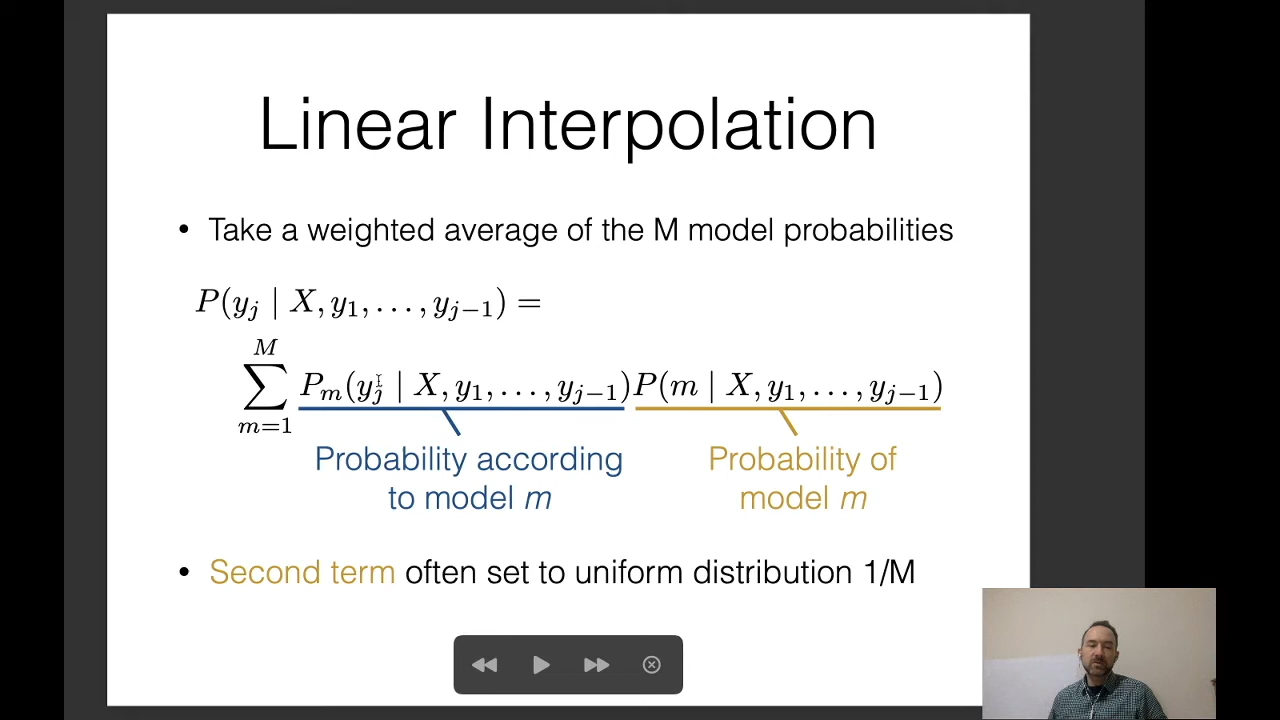 Linear Interpolation
• Take a weighted average of the M model probabilities
P(y_j | X, y_1, ..., y_{j-1}) =
\sum_{m=1}^{M} P_m(y_j | X, y_1, ..., y_{j-1}) P(m | X, y_1, ..., y_{j-1})
Probability according
to model m
Probability of
model m
• Second term often set to uniform distribution 1/M